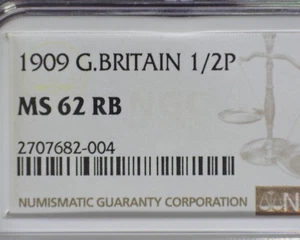 1909 G.BRITAIN 1/2P
MS 62 RB
2707682-004
NUMISMATIC GUARANTY CORPORATION N